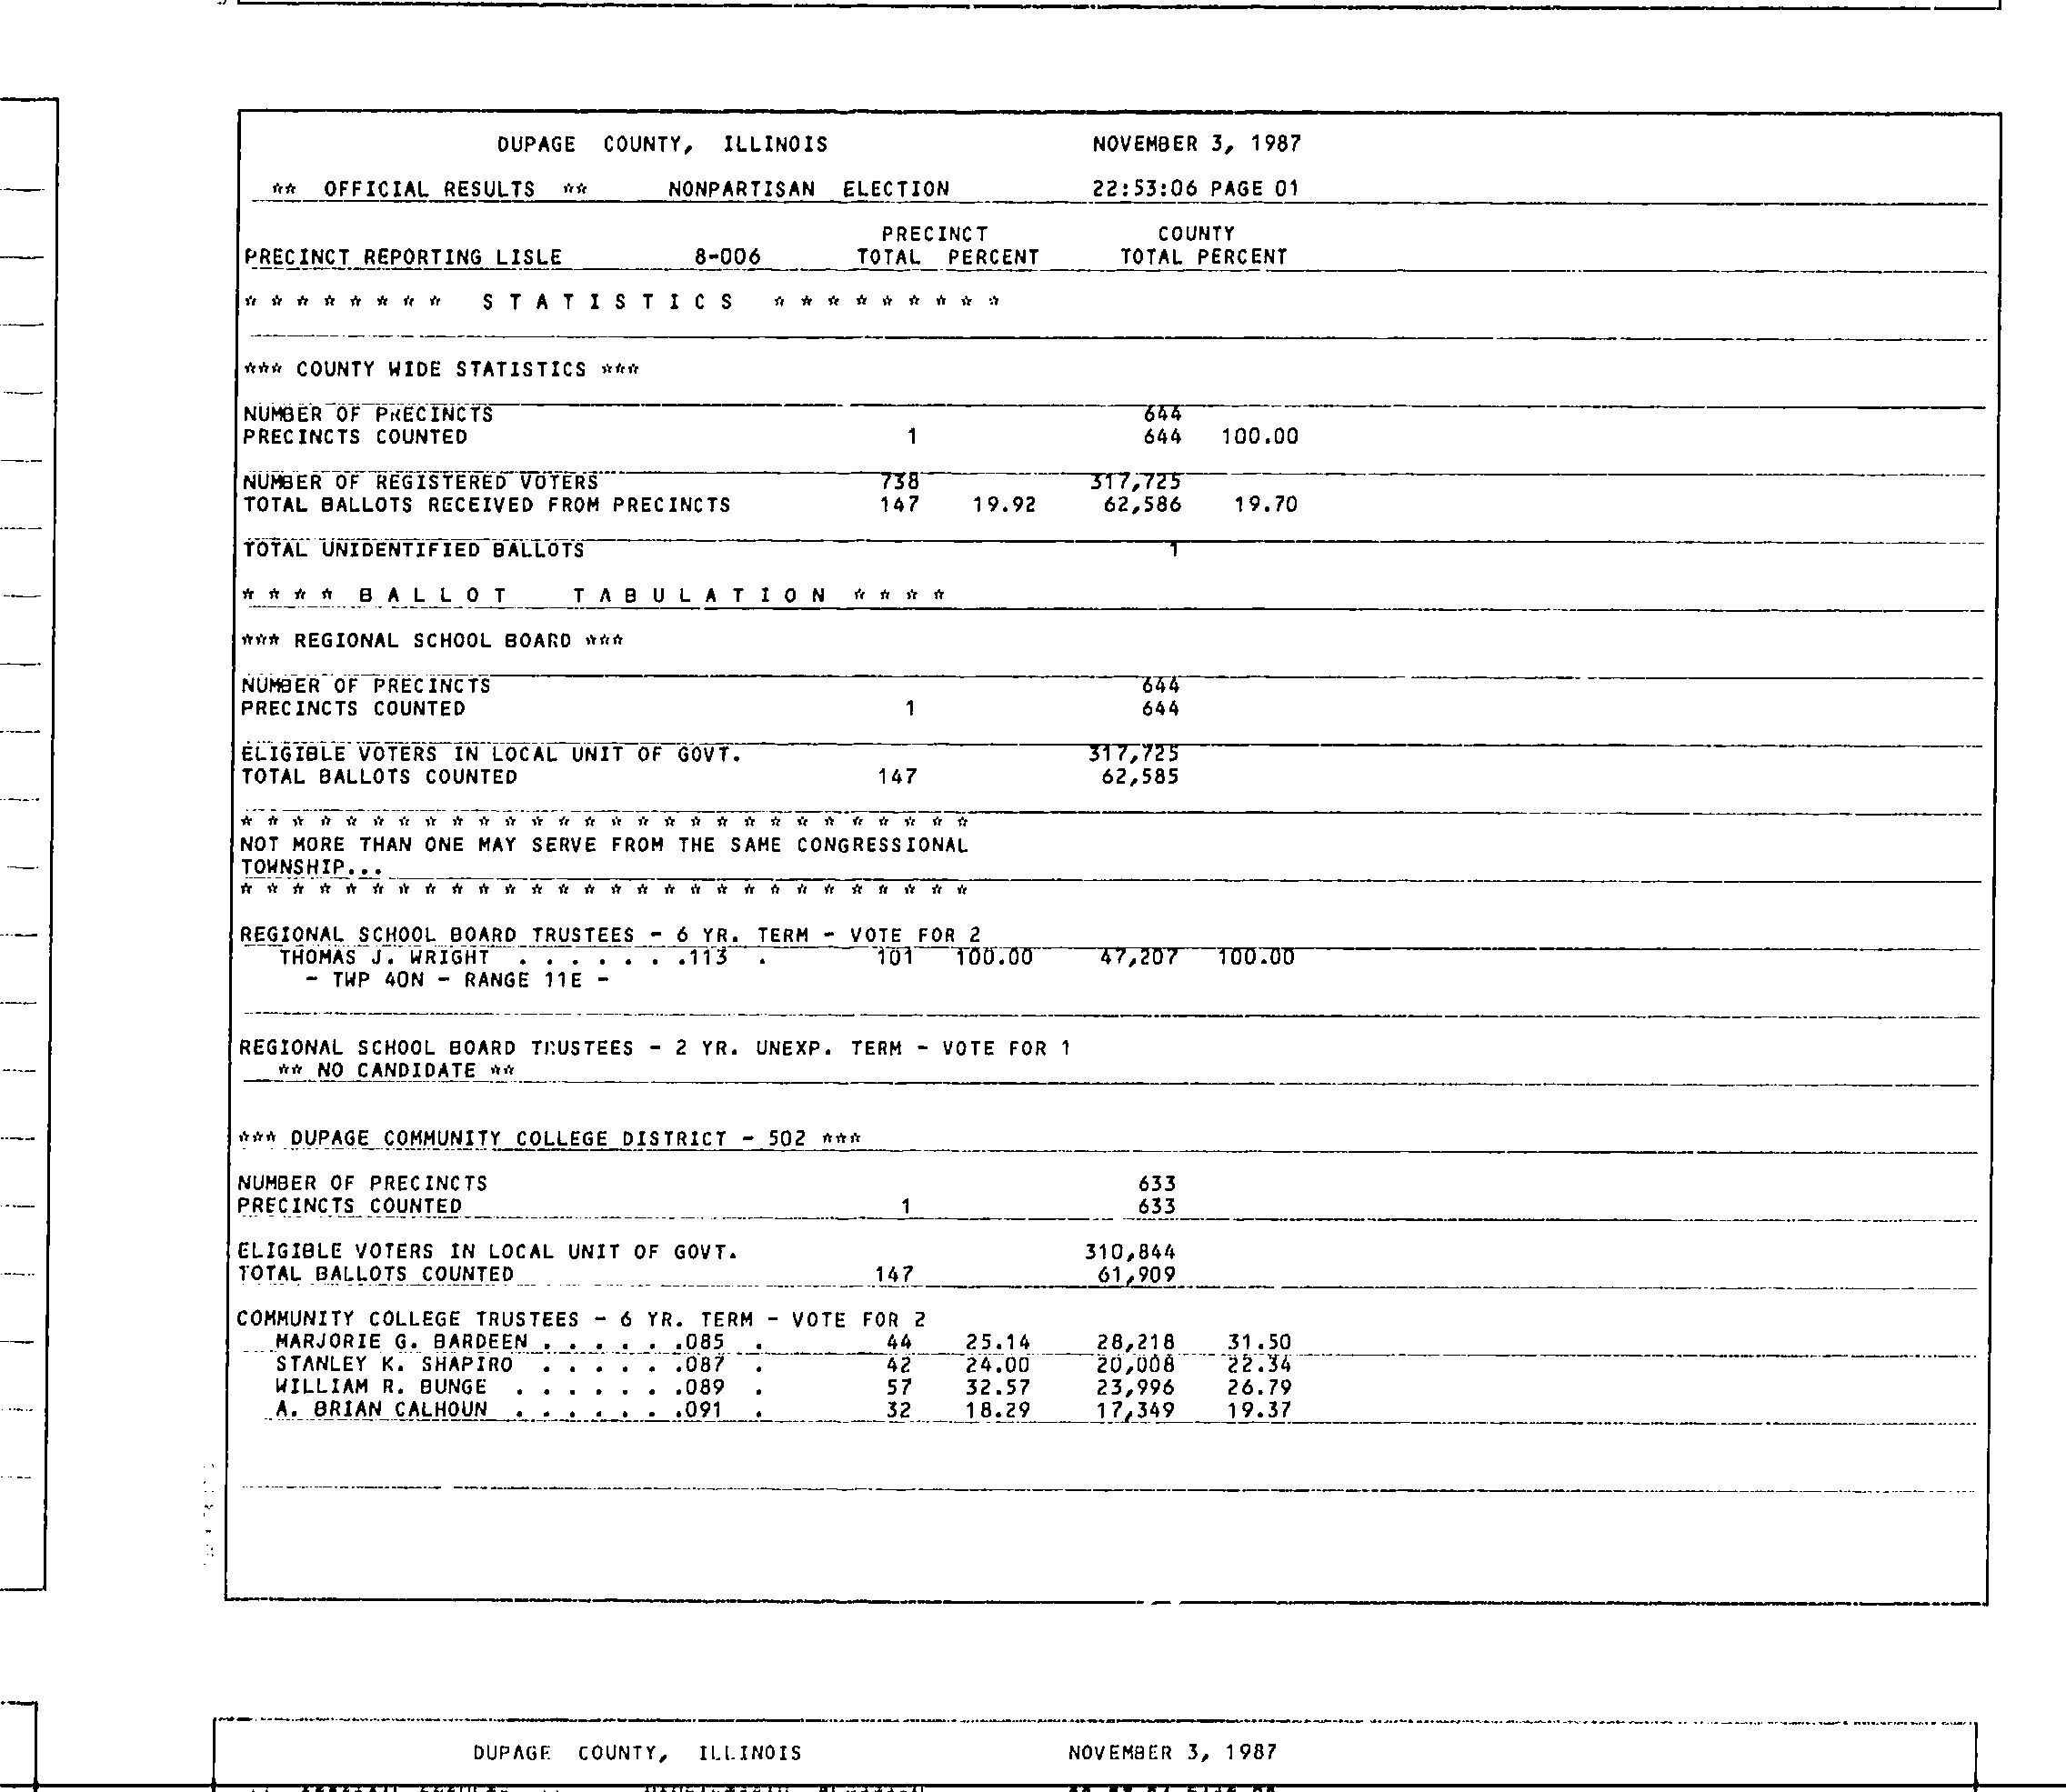 DUPAGE COUNTY, ILLINOIS NOVEMBER 3, 1987
** OFFICIAL RESULTS ** NONPARTISAN ELECTION 22:53:06 PAGE 01
PRECINCT COUNTY
PRECINCT REPORTING LISLE 8-006 TOTAL PERCENT TOTAL PERCENT
* * * * * * * * S T A T I S T I C S * * * * * * * * *
*** COUNTY WIDE STATISTICS ***
NUMBER OF PRECINCTS 644
PRECINCTS COUNTED 1 644 100.00
NUMBER OF REGISTERED VOTERS 738 317,725
TOTAL BALLOTS RECEIVED FROM PRECINCTS 147 19.92 62,586 19.70
TOTAL UNIDENTIFIED BALLOTS 1
* * * * B A L L O T T A B U L A T I O N * * * *
*** REGIONAL SCHOOL BOARD ***
NUMBER OF PRECINCTS 644
PRECINCTS COUNTED 1 644
ELIGIBLE VOTERS IN LOCAL UNIT OF GOVT. 317,725
TOTAL BALLOTS COUNTED 147 62,585
* * * * * * * * * * * * * * * * * * * * * * * * * * * *
NOT MORE THAN ONE MAY SERVE FROM THE SAME CONGRESSIONAL
TOWNSHIP...
* * * * * * * * * * * * * * * * * * * * * * * * * * * *
REGIONAL SCHOOL BOARD TRUSTEES - 6 YR. TERM - VOTE FOR 2
THOMAS J. WRIGHT . . . . . . .113 . 101 100.00 47,207 100.00
- TWP 40N - RANGE 11E -
REGIONAL SCHOOL BOARD TRUSTEES - 2 YR. UNEXP. TERM - VOTE FOR 1
** NO CANDIDATE **
*** DUPAGE COMMUNITY COLLEGE DISTRICT - 502 ***
NUMBER OF PRECINCTS 633
PRECINCTS COUNTED 1 633
ELIGIBLE VOTERS IN LOCAL UNIT OF GOVT. 310,844
TOTAL BALLOTS COUNTED 147 61,909
COMMUNITY COLLEGE TRUSTEES - 6 YR. TERM - VOTE FOR 2
MARJORIE G. BARDEEN . . . . . .085 . 44 25.14 28,218 31.50
STANLEY K. SHAPIRO . . . . . .087 . 42 24.00 20,008 22.34
WILLIAM R. BUNGE . . . . . . .089 . 57 32.57 23,996 26.79
A. BRIAN CALHOUN . . . . . . .091 . 32 18.29 17,349 19.37
DUPAGE COUNTY, ILLINOIS NOVEMBER 3, 1987